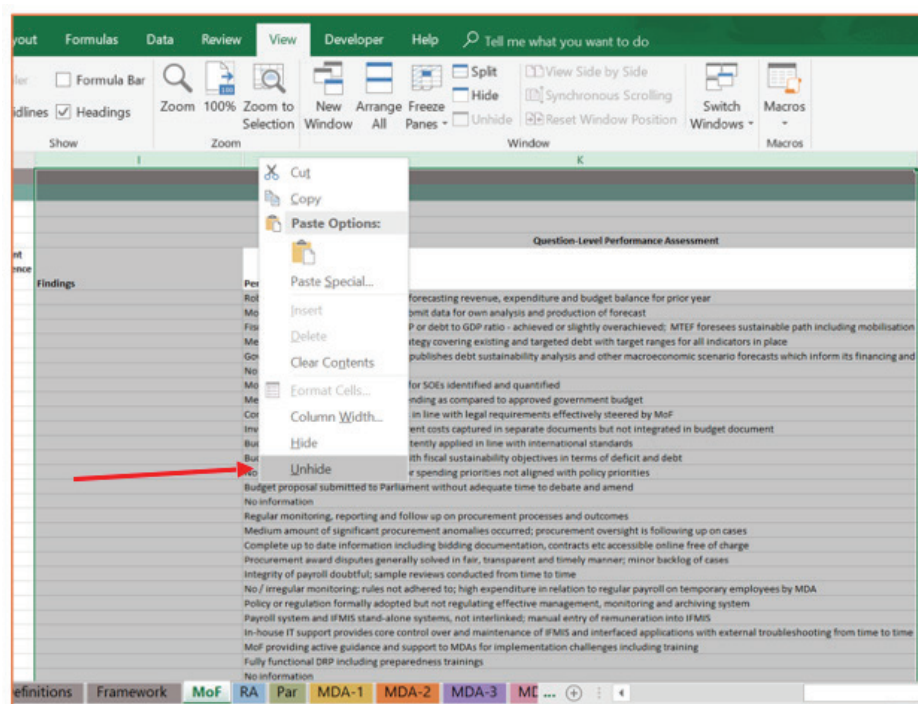 yout Formulas Data Review View Developer Help Tell me what you want to do
Formula Bar
Headings
Show
Zoom 100% Zoom to Selection
Zoom
New Window Arrange All Freeze Panes
Split
Hide
Unhide
View Side by Side
Synchronous Scrolling
Reset Window Position
Switch Windows
Window
Macros
Macros
I K
Cut
Copy
Paste Options:
Paste Special...
Insert
Delete
Clear Contents
Format Cells...
Column Width...
Hide
Unhide
Question-Level Performance Assessment
Findings
forecasting revenue, expenditure and budget balance for prior year
omit data for own analysis and production of forecast
P or debt to GDP ratio - achieved or slightly overachieved; MTEF foresees sustainable path including mobilisation
ategy covering existing and targeted debt with target ranges for all indicators in place
publishes debt sustainability analysis and other macroeconomic scenario forecasts which inform its financing and
No
for SOEs identified and quantified
ending as compared to approved government budget
in line with legal requirements effectively steered by MoF
ent costs captured in separate documents but not integrated in budget document
tently applied in line with international standards
ith fiscal sustainability objectives in terms of deficit and debt
No
r spending priorities not aligned with policy priorities
Budget proposal submitted to Parliament without adequate time to debate and amend
No information
Regular monitoring, reporting and follow up on procurement processes and outcomes
Medium amount of significant procurement anomalies occurred; procurement oversight is following up on cases
Complete up to date information including bidding documentation, contracts etc accessible online free of charge
Procurement award disputes generally solved in fair, transparent and timely manner; minor backlog of cases
Integrity of payroll doubtful; sample reviews conducted from time to time
No / irregular monitoring; rules not adhered to; high expenditure in relation to regular payroll on temporary employees by MDA
Policy or regulation formally adopted but not regulating effective management, monitoring and archiving system
Payroll system and IFMIS stand-alone systems, not interlinked; manual entry of remuneration into IFMIS
In-house IT support provides core control over and maintenance of IFMIS and interfaced applications with external troubleshooting from time to time
MoF providing active guidance and support to MDAs for implementation challenges including training
Fully functional DRP including preparedness trainings
No information
efinitions Framework MoF RA Par MDA-1 MDA-2 MDA-3 ME ...